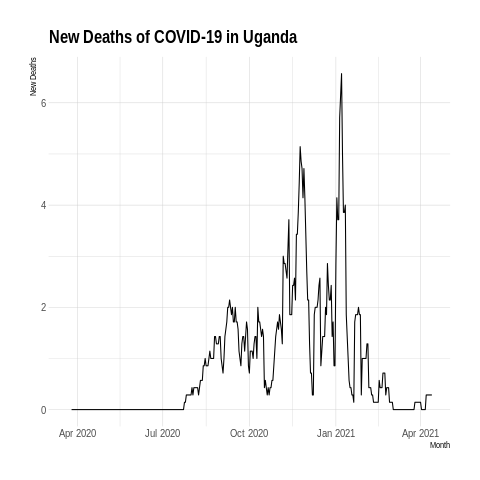 New Deaths of COVID-19 in Uganda
New Deaths
6
4
2
0
Apr 2020 Jul 2020 Oct 2020 Jan 2021 Apr 2021
Month